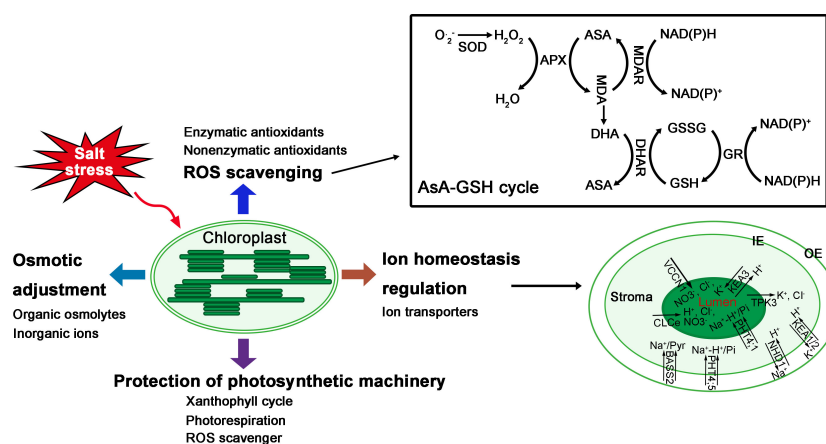 Salt
stress
Enzymatic antioxidants
Nonenzymatic antioxidants
ROS scavenging
O·₂⁻
SOD
H₂O₂
H₂O
APX
ASA
MDA
MDAR
NAD(P)H
NAD(P)⁺
DHA
ASA
DHAR
GSSG
GSH
GR
NAD(P)⁺
NAD(P)H
AsA-GSH cycle
Chloroplast
Osmotic
adjustment
Organic osmolytes
Inorganic ions
Ion homeostasis
regulation
Ion transporters
Protection of photosynthetic machinery
Xanthophyll cycle
Photorespiration
ROS scavenger
OE
IE
Stroma
Lumen
VCCN1
NO3⁻, Cl⁻
K⁺
KEA3
H⁺
TPK3
K⁺, Cl⁻
CLCe
H⁺, Cl⁻,
NO3⁻
Na⁺-H⁺/Pi
PHT4;1
Na⁺/Pyr
BASS2
Na⁺-H⁺/Pi
PHT4;5
H⁺
NHD1
Na⁺
H⁺
KEA1/2
K⁺